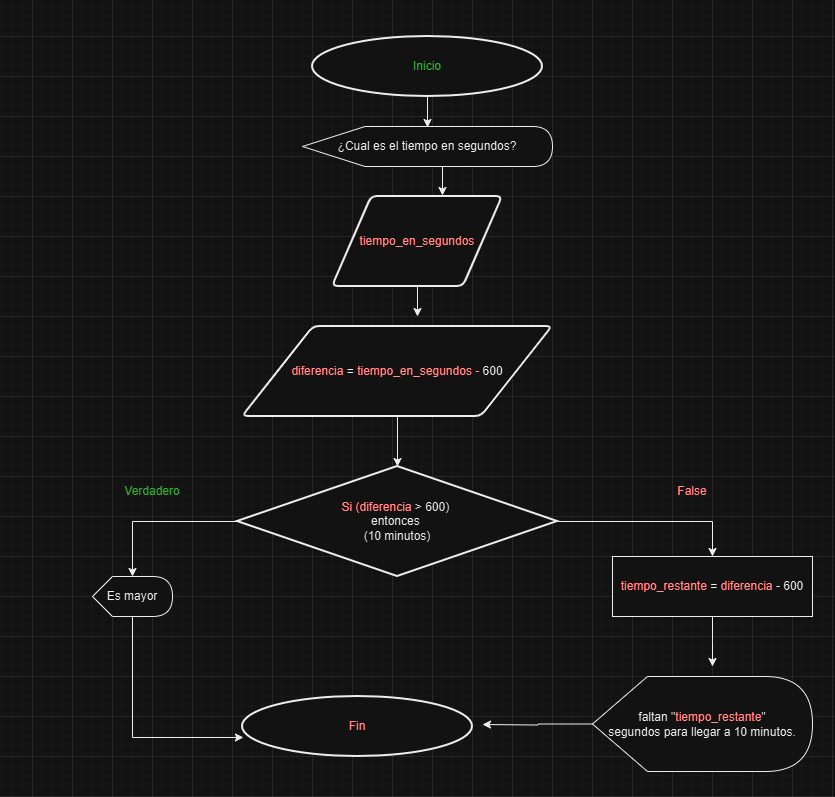 Inicio
¿Cual es el tiempo en segundos?
tiempo_en_segundos
diferencia = tiempo_en_segundos - 600
Verdadero
False
Si (diferencia > 600)
entonces
(10 minutos)
Es mayor
tiempo_restante = diferencia - 600
faltan "tiempo_restante"
segundos para llegar a 10 minutos.
Fin